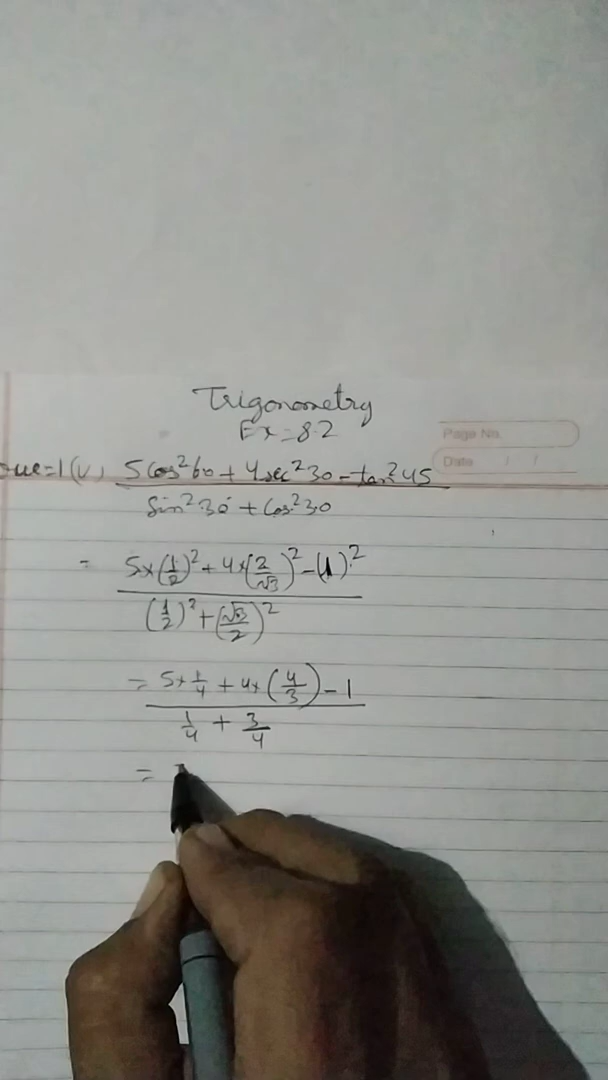 Trigonometry
Ex=8.2
Page No.
Date / /
Que=1(v) 5cos²60+4sec²30-tan²45
Sin²30°+Cos²30
= 5×(1/2)²+4×(2/√3)²-(1)²
(1/2)²+(√3/2)²
= 5×1/4+4×(4/3)-1
1/4+3/4
=